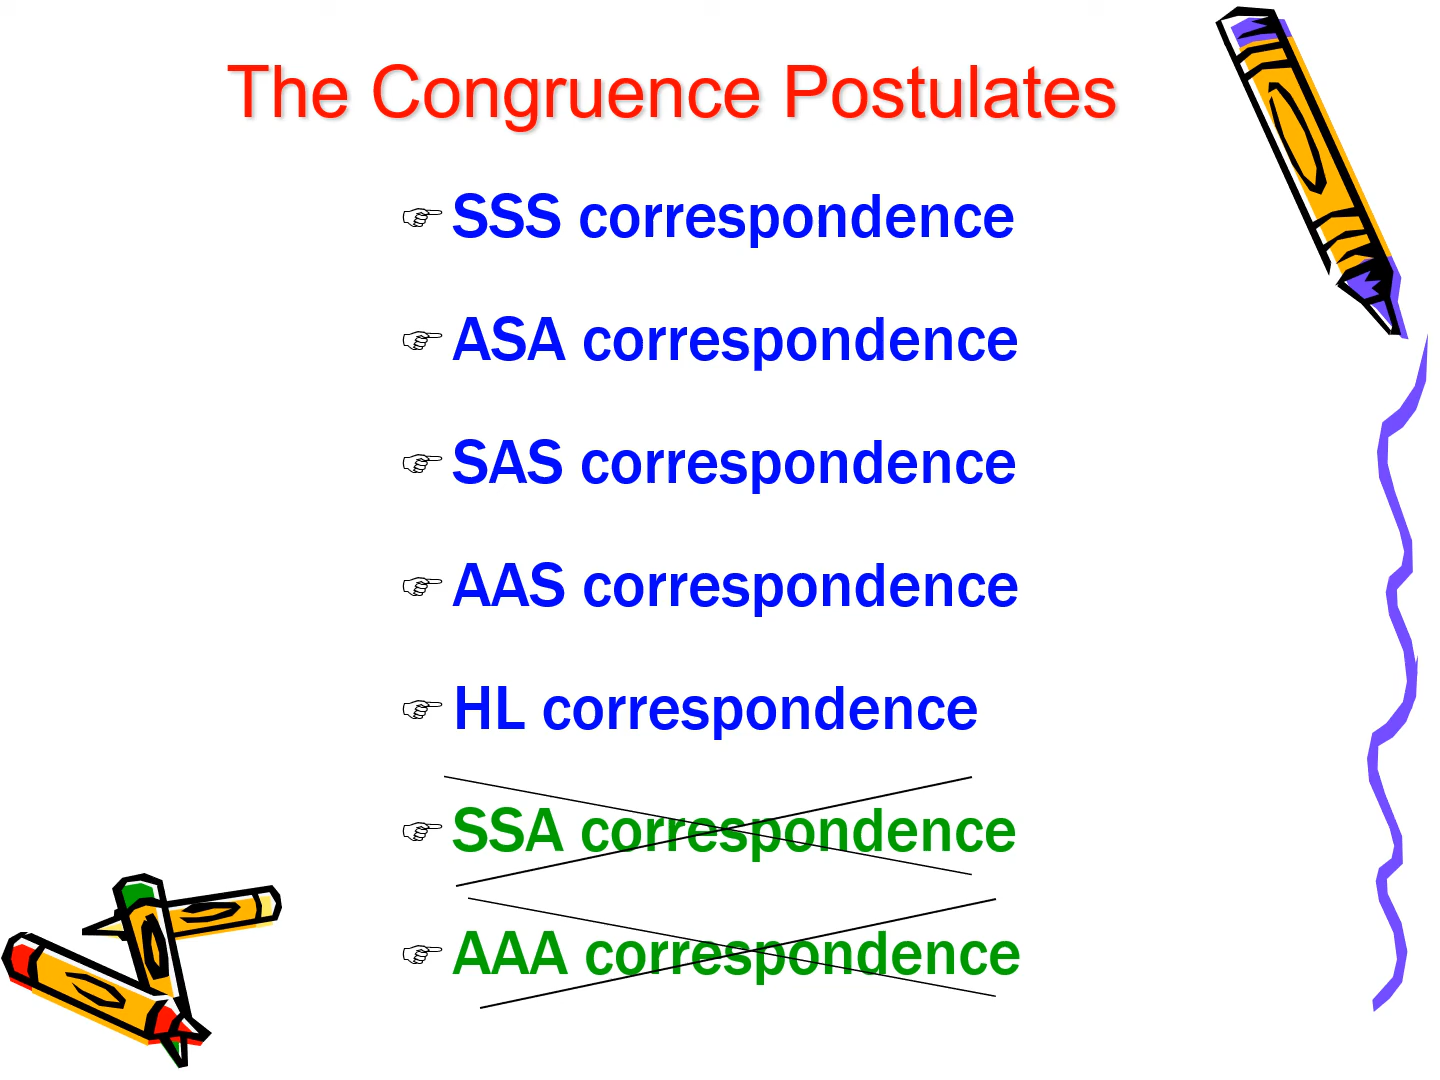 The Congruence Postulates
SSS correspondence
ASA correspondence
SAS correspondence
AAS correspondence
HL correspondence
SSA correspondence
AAA correspondence